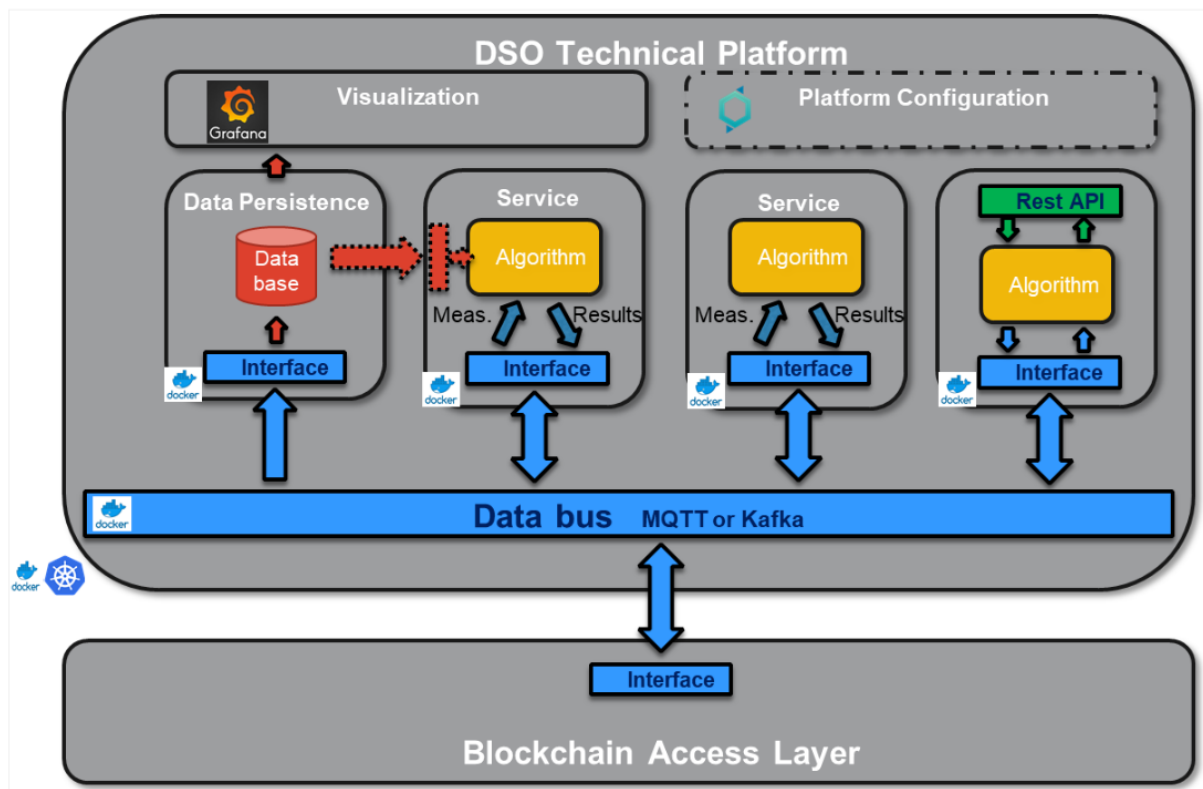 DSO Technical Platform
Visualization
Grafana
Platform Configuration
Data Persistence
Data
base
Interface
docker
Service
Algorithm
Meas.
Results
Interface
docker
Service
Algorithm
Meas.
Results
Interface
docker
Rest API
Algorithm
Interface
docker
docker
Data bus MQTT or Kafka
docker
Interface
Blockchain Access Layer